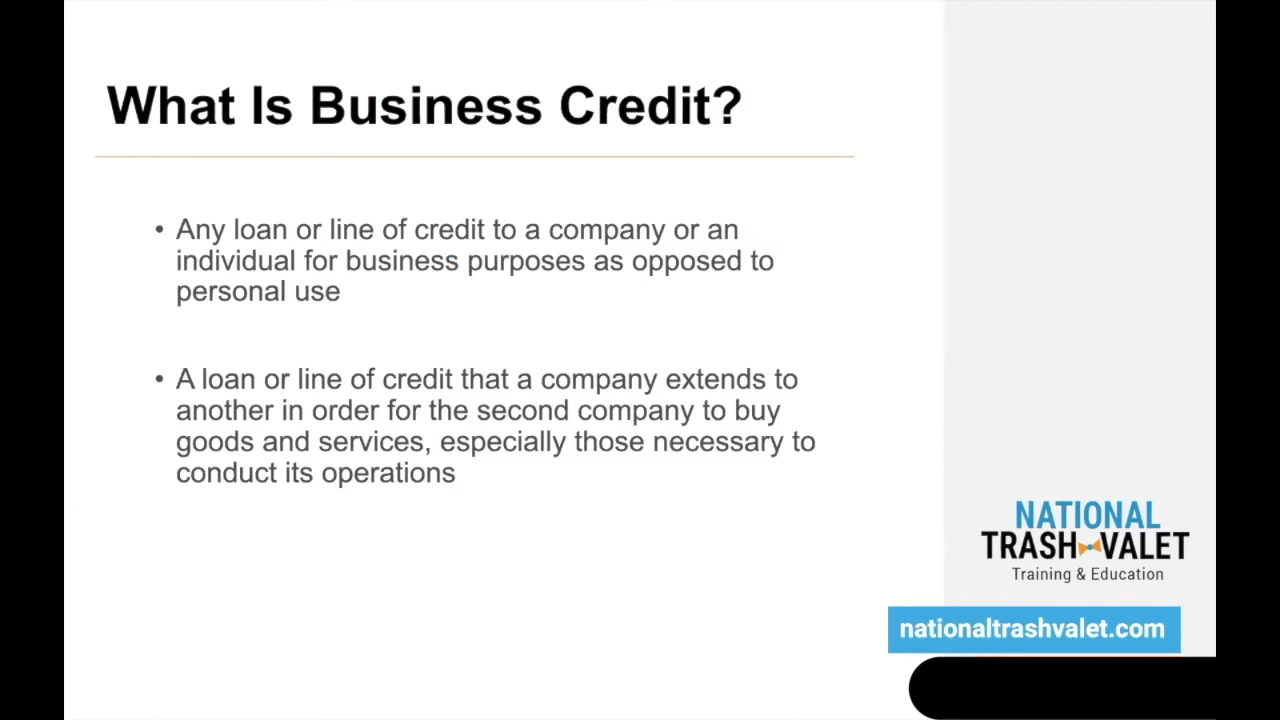 What Is Business Credit?
• Any loan or line of credit to a company or an
individual for business purposes as opposed to
personal use
• A loan or line of credit that a company extends to
another in order for the second company to buy
goods and services, especially those necessary to
conduct its operations
NATIONAL
TRASH VALET
Training & Education
nationaltrashvalet.com